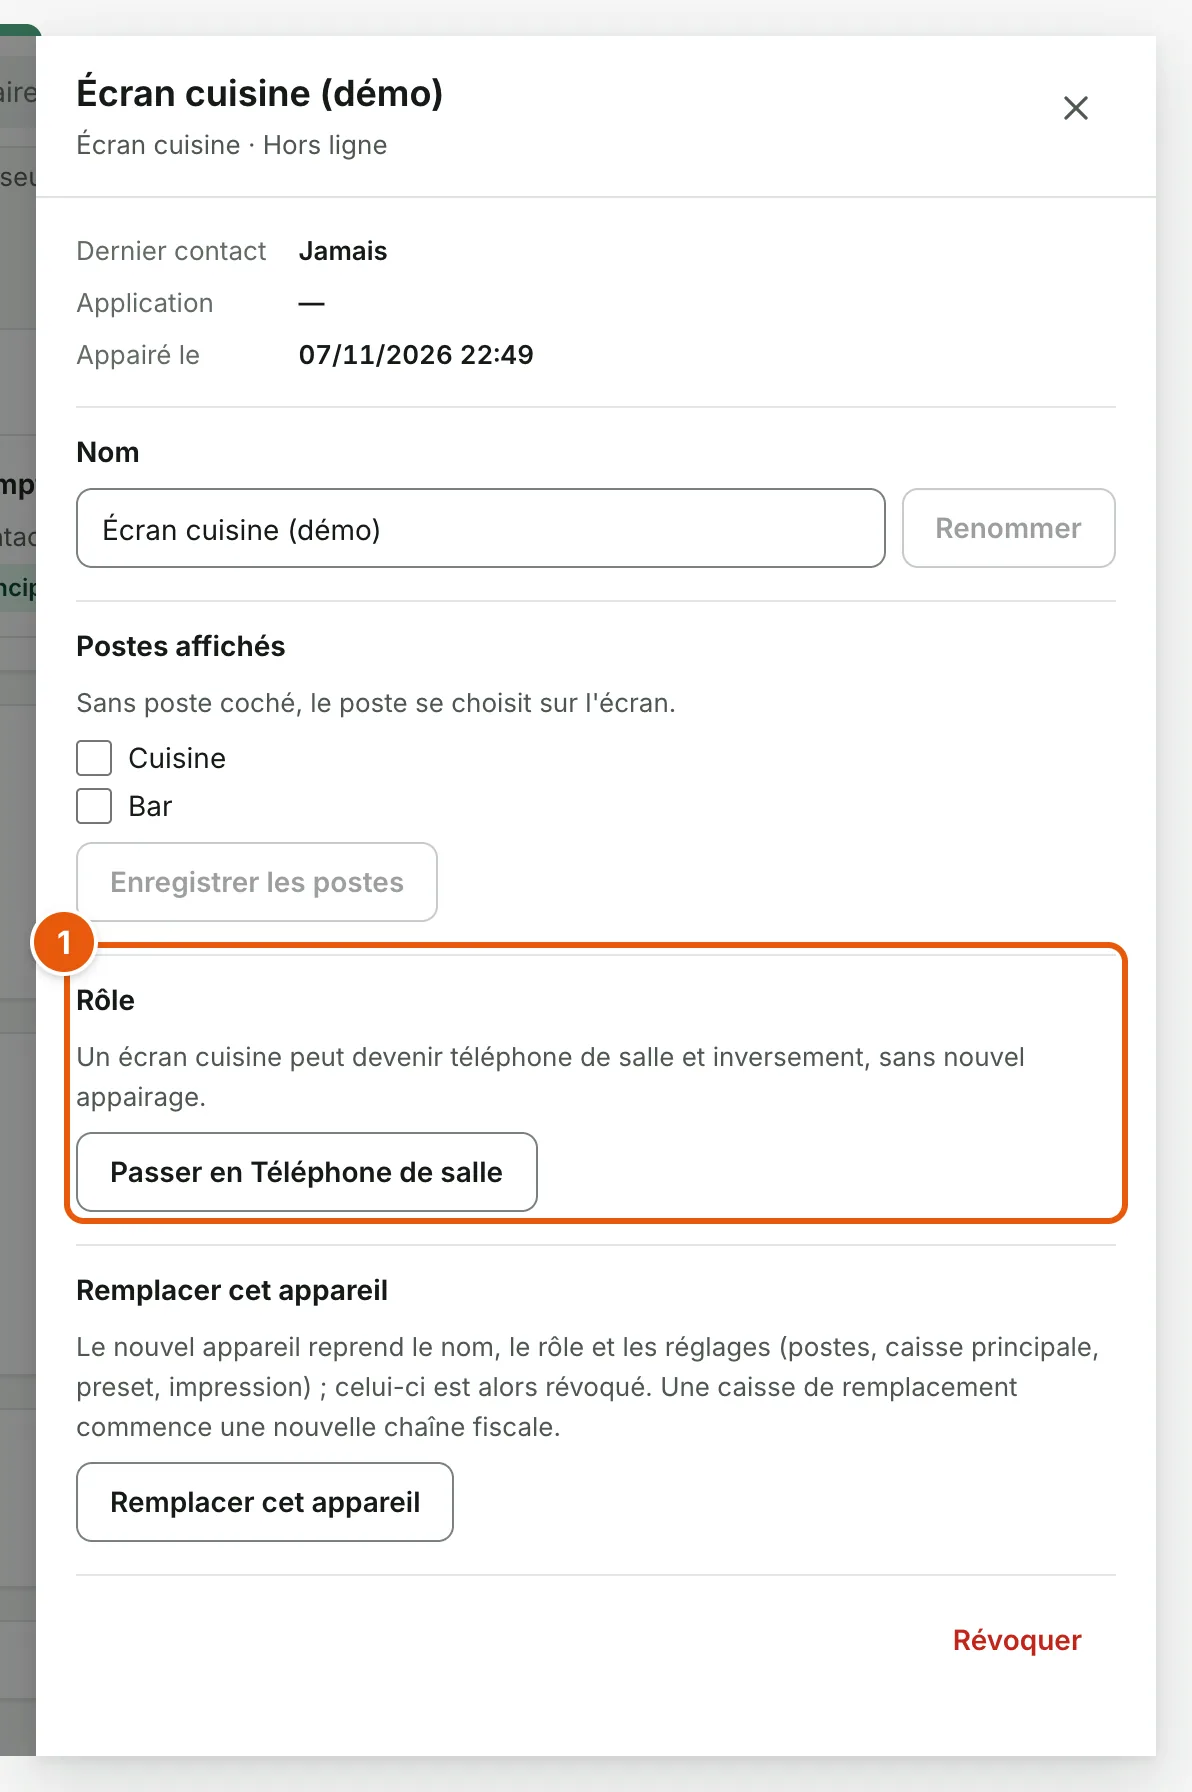 Écran cuisine (démo)
Écran cuisine · Hors ligne
Dernier contact Jamais
Application —
Appairé le 07/11/2026 22:49
Nom
Écran cuisine (démo)
Renommer
Postes affichés
Sans poste coché, le poste se choisit sur l'écran.
Cuisine
Bar
Enregistrer les postes
1
Rôle
Un écran cuisine peut devenir téléphone de salle et inversement, sans nouvel
appairage.
Passer en Téléphone de salle
Remplacer cet appareil
Le nouvel appareil reprend le nom, le rôle et les réglages (postes, caisse principale,
preset, impression) ; celui-ci est alors révoqué. Une caisse de remplacement
commence une nouvelle chaîne fiscale.
Remplacer cet appareil
Révoquer